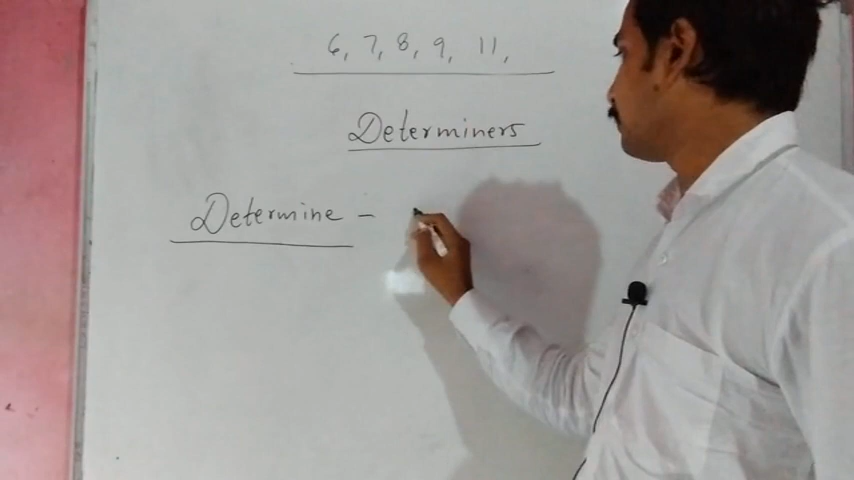 6, 7, 8, 9, 11,
Determiners
Determine -